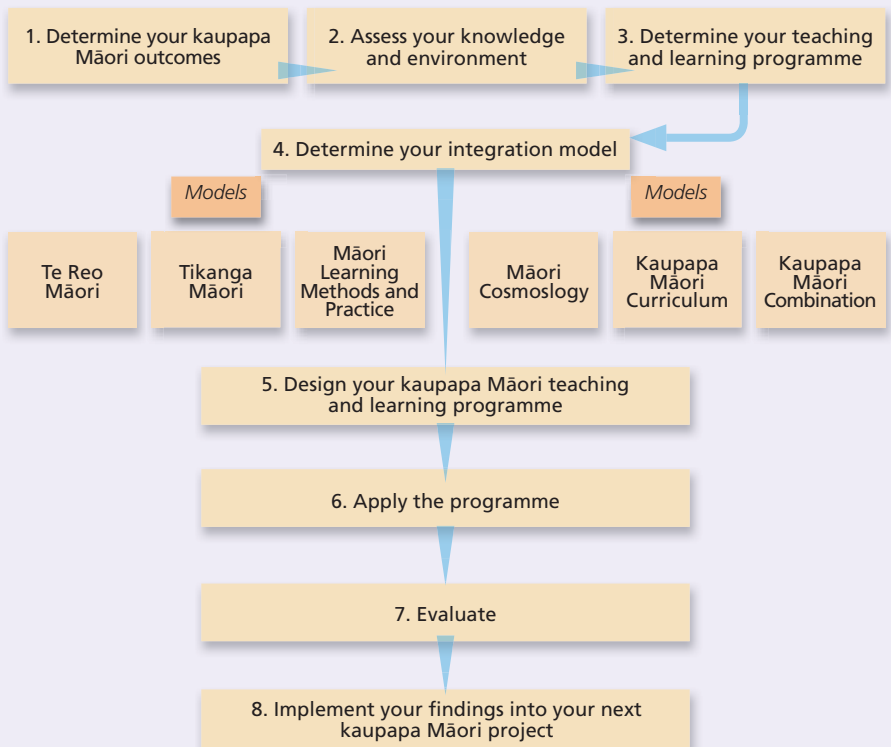 1. Determine your kaupapa
Māori outcomes
2. Assess your knowledge
and environment
3. Determine your teaching
and learning programme
4. Determine your integration model
Models
Models
Te Reo
Māori
Tikanga
Māori
Māori
Learning
Methods and
Practice
Māori
Cosmoslogy
Kaupapa
Māori
Curriculum
Kaupapa
Māori
Combination
5. Design your kaupapa Māori teaching
and learning programme
6. Apply the programme
7. Evaluate
8. Implement your findings into your next
kaupapa Māori project